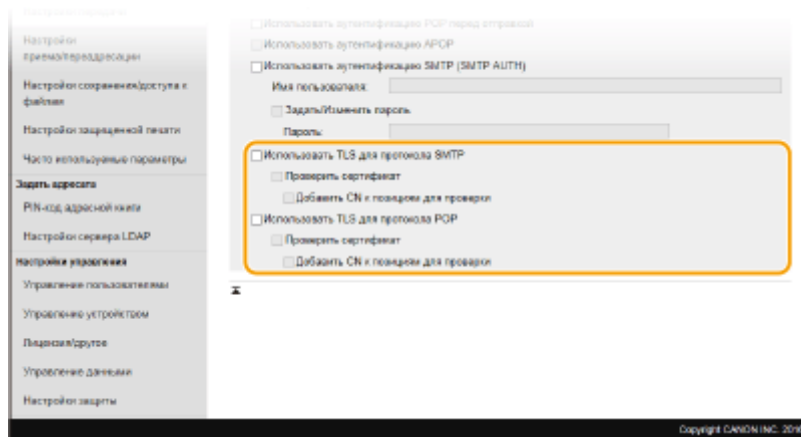 Настройки
приема/переадресации
Настройки сохранения/доступа к
файлам
Настройки защищенной печати
Часто используемые параметры
Задать адресата
PIN-код адресной книги
Настройки сервера LDAP
Настройки управления
Управление пользователями
Управление устройством
Лицензия/другое
Управление данными
Настройки защиты
Использовать аутентификацию POP перед отправкой
Использовать аутентификацию APOP
Использовать аутентификацию SMTP (SMTP AUTH)
Имя пользователя:
Задать/Изменить пароль
Пароль:
Использовать TLS для протокола SMTP
Проверить сертификат
Добавить CN к позициям для проверки
Использовать TLS для протокола POP
Проверить сертификат
Добавить CN к позициям для проверки
Copyright CANON INC.